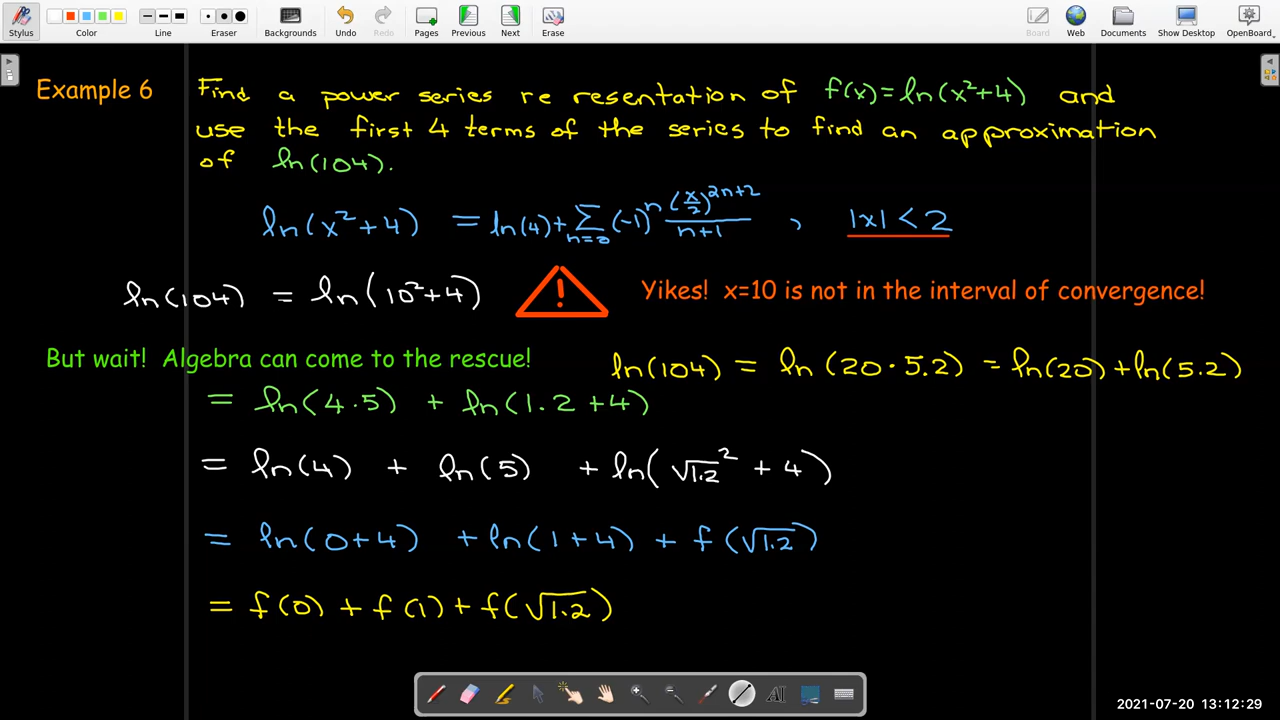 Stylus Color Line Eraser Backgrounds Undo Redo Pages Previous Next Erase Board Web Documents Show Desktop OpenBoard
Example 6 Find a power series re resentation of f(x)=ln(x²+4) and
use the first 4 terms of the series to find an approximation
of ln(104).
ln(x²+4) = ln(4)+∑_{n=0} (-1)^n (x/2)^{2n+2}/(n+1) , |x| < 2
ln(104) = ln(10²+4) ! Yikes! x=10 is not in the interval of convergence!
But wait! Algebra can come to the rescue! ln(104) = ln(20·5.2) = ln(20)+ln(5.2)
= ln(4·5) + ln(1.2+4)
= ln(4) + ln(5) + ln(√1.2² + 4)
= ln(0+4) + ln(1+4) + f(√1.2)
= f(0) + f(1) + f(√1.2)
AI
2021-07-20 13:12:29